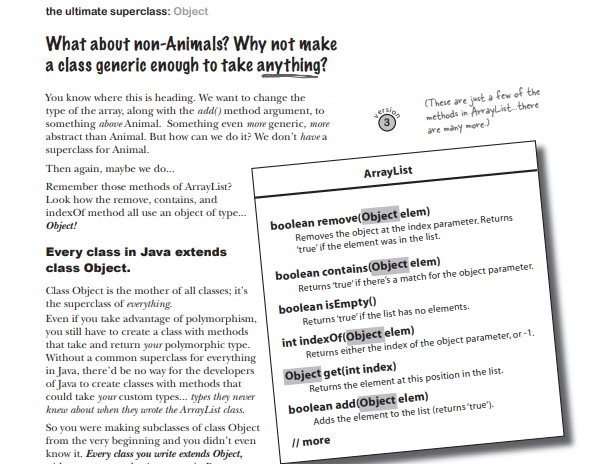 the ultimate superclass: Object
What about non-Animals? Why not make
a class generic enough to take anything?
You know where this is heading. We want to change
the type of the array, along with the add() method argument, to
something above Animal. Something even more generic, more
abstract than Animal. But how can we do it? We don't have a
superclass for Animal.
Then again, maybe we do...
Remember those methods of ArrayList?
Look how the remove, contains, and
indexOf method all use an object of type...
Object!
Every class in Java extends
class Object.
Class Object is the mother of all classes; it's
the superclass of everything.
Even if you take advantage of polymorphism,
you still have to create a class with methods
that take and return your polymorphic type.
Without a common superclass for everything
in Java, there'd be no way for the developers
of Java to create classes with methods that
could take your custom types... types they never
knew about when they wrote the ArrayList class.
So you were making subclasses of class Object
from the very beginning and you didn't even
know it. Every class you write extends Object,
version
3
(These are just a few of the
methods in ArrayList...there
are many more.)
ArrayList
boolean remove(Object elem)
Removes the object at the index parameter. Returns
'true' if the element was in the list.
boolean contains(Object elem)
Returns 'true' if there's a match for the object parameter.
boolean isEmpty()
Returns 'true' if the list has no elements.
int indexOf(Object elem)
Returns either the index of the object parameter, or -1.
Object get(int index)
Returns the element at this position in the list.
boolean add(Object elem)
Adds the element to the list (returns 'true').
// more